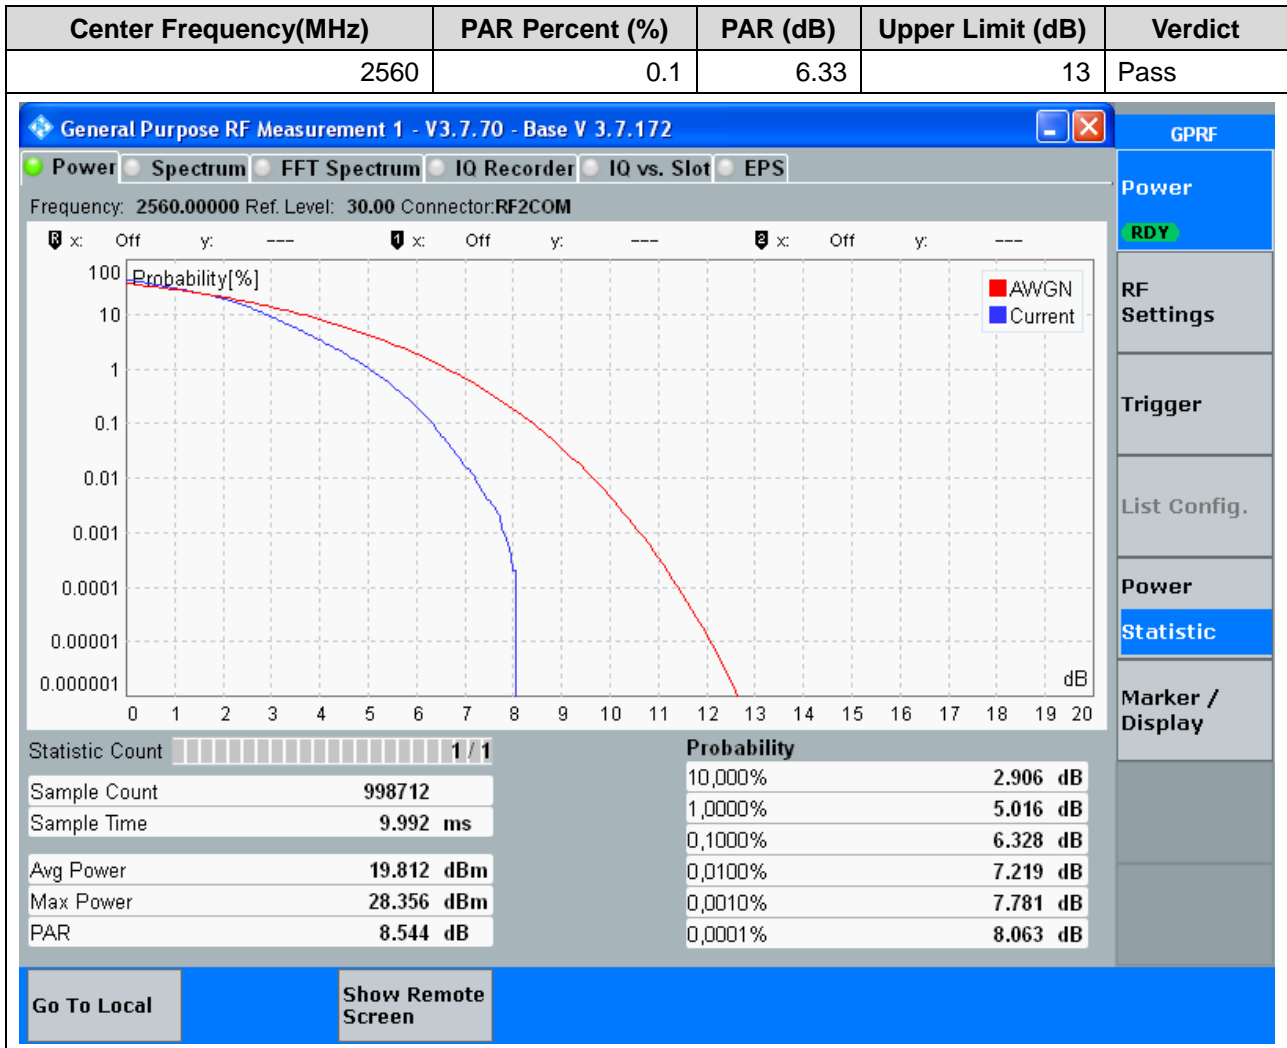 Center Frequency(MHz) PAR Percent (%) PAR (dB) Upper Limit (dB) Verdict
2560 0.1 6.33 13 Pass
General Purpose RF Measurement 1 - V3.7.70 - Base V 3.7.172
GPRF
Power Spectrum FFT Spectrum IQ Recorder IQ vs. Slot EPS
Power
RDY
Frequency: 2560.00000 Ref. Level: 30.00 Connector:RF2COM
R x: Off y: --- 1 x: Off y: --- 2 x: Off y: ---
Probability[%]
AWGN
Current
100
10
1
0.1
0.01
0.001
0.0001
0.00001
0.000001
dB
0 1 2 3 4 5 6 7 8 9 10 11 12 13 14 15 16 17 18 19 20
RF
Settings
Trigger
List Config.
Power
Statistic
Marker /
Display
Statistic Count 1 / 1
Sample Count 998712
Sample Time 9.992 ms
Avg Power 19.812 dBm
Max Power 28.356 dBm
PAR 8.544 dB
Probability
10,000% 2.906 dB
1,0000% 5.016 dB
0,1000% 6.328 dB
0,0100% 7.219 dB
0,0010% 7.781 dB
0,0001% 8.063 dB
Go To Local
Show Remote
Screen